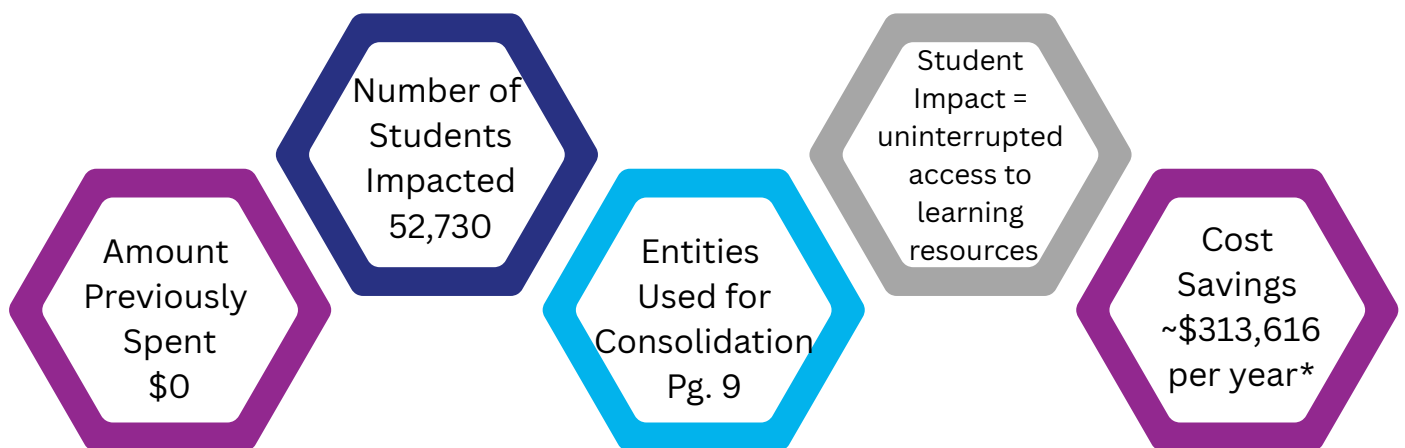 Amount
Previously
Spent
$0
Number of
Students
Impacted
52,730
Entities
Used for
Consolidation
Pg. 9
Student
Impact =
uninterrupted
access to
learning
resources
Cost
Savings
~$313,616
per year*